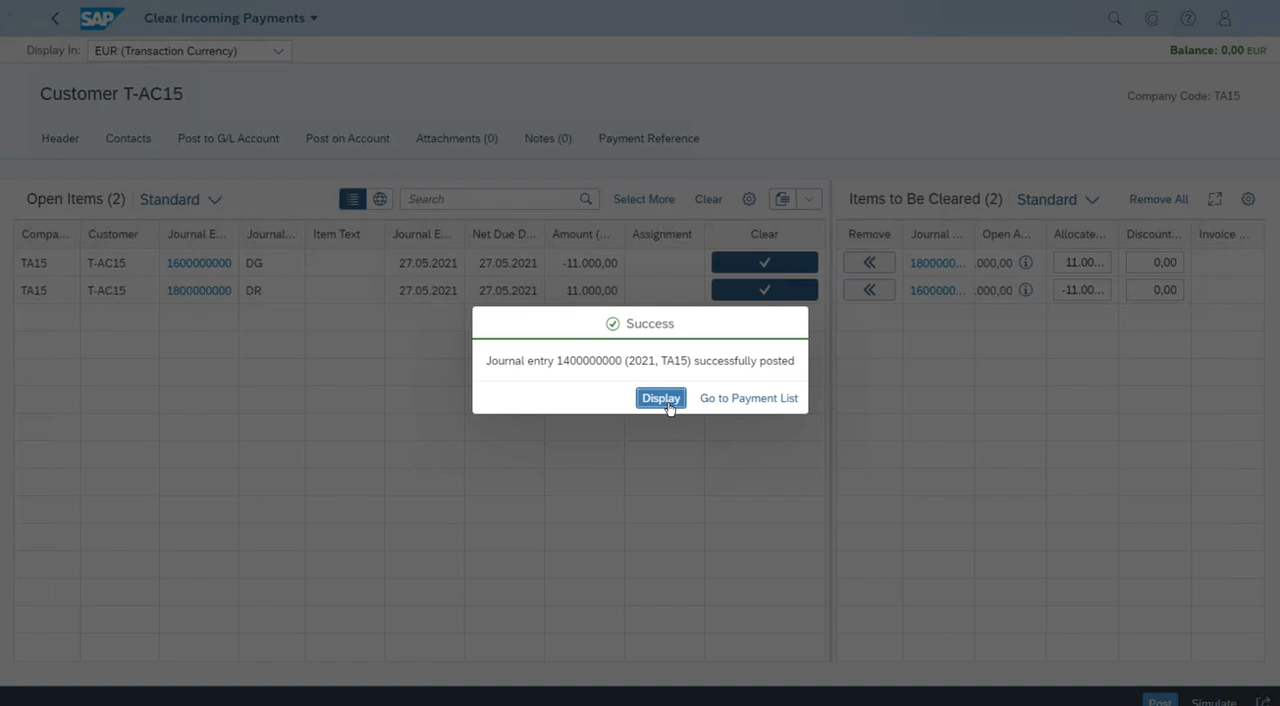 SAP Clear Incoming Payments
Display In: EUR (Transaction Currency) Balance: 0,00 EUR
Customer T-AC15 Company Code: TA15
Header Contacts Post to G/L Account Post on Account Attachments (0) Notes (0) Payment Reference
Open Items (2) Standard Search Select More Clear Items to Be Cleared (2) Standard Remove All
Compa... Customer Journal E... Journal... Item Text Journal E... Net Due D... Amount (... Assignment Clear Remove Journal ... Open A... Allocate... Discount... Invoice ...
TA15 T-AC15 1600000000 DG 27.05.2021 27.05.2021 -11.000,00 1800000... .000,00 11.00... 0,00
TA15 T-AC15 1800000000 DR 27.05.2021 27.05.2021 11.000,00 1600000... .000,00 -11.00... 0,00
Success
Journal entry 1400000000 (2021, TA15) successfully posted
Display Go to Payment List
Post Simulate